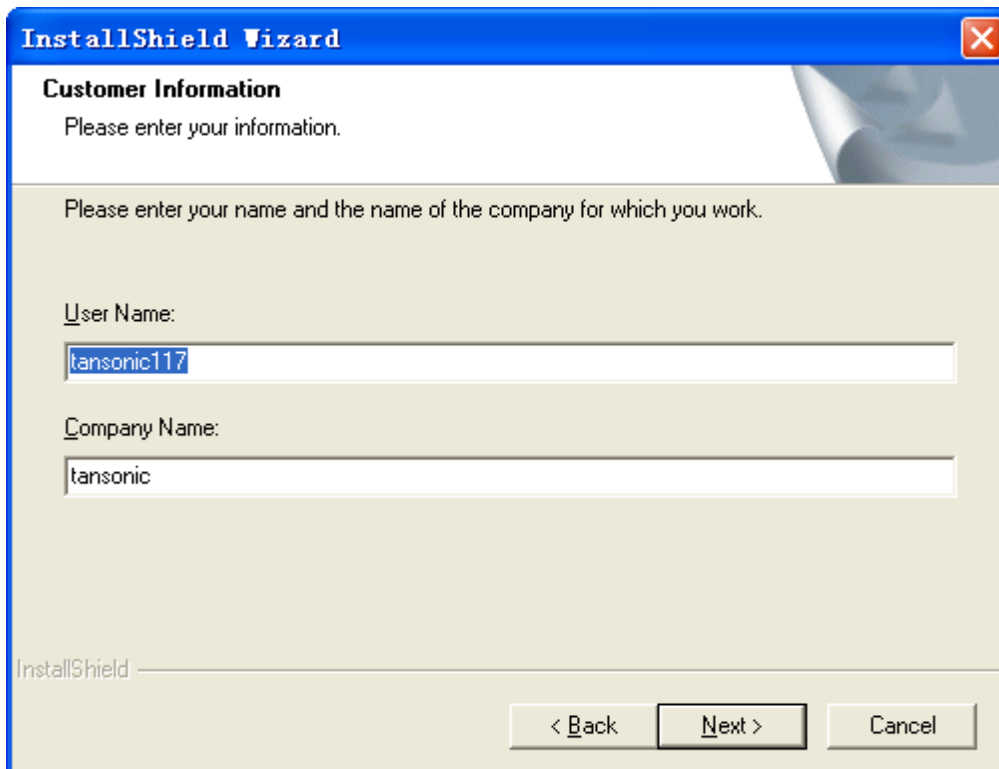 InstallShield Wizard
Customer Information
Please enter your information.
Please enter your name and the name of the company for which you work.
User Name:
tansonic117
Company Name:
tansonic
InstallShield
< Back Next > Cancel